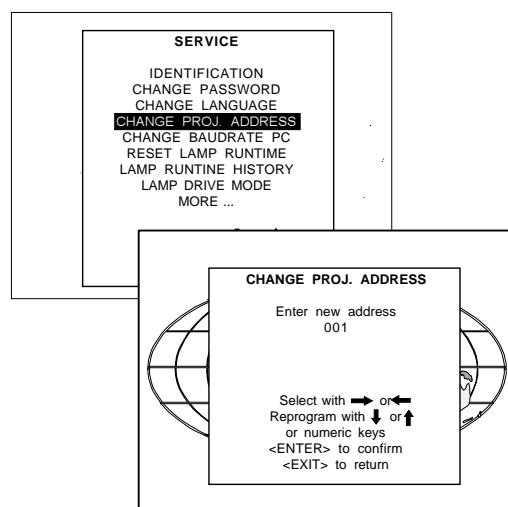 SERVICE
IDENTIFICATION
CHANGE PASSWORD
CHANGE LANGUAGE
CHANGE PROJ. ADDRESS
CHANGE BAUDRATE PC
RESET LAMP RUNTIME
LAMP RUNTINE HISTORY
LAMP DRIVE MODE
MORE ...
CHANGE PROJ. ADDRESS
Enter new address
001
Select with ➡ or ⬅
Reprogram with ⬇ or ⬆
or numeric keys
<ENTER> to confirm
<EXIT> to return